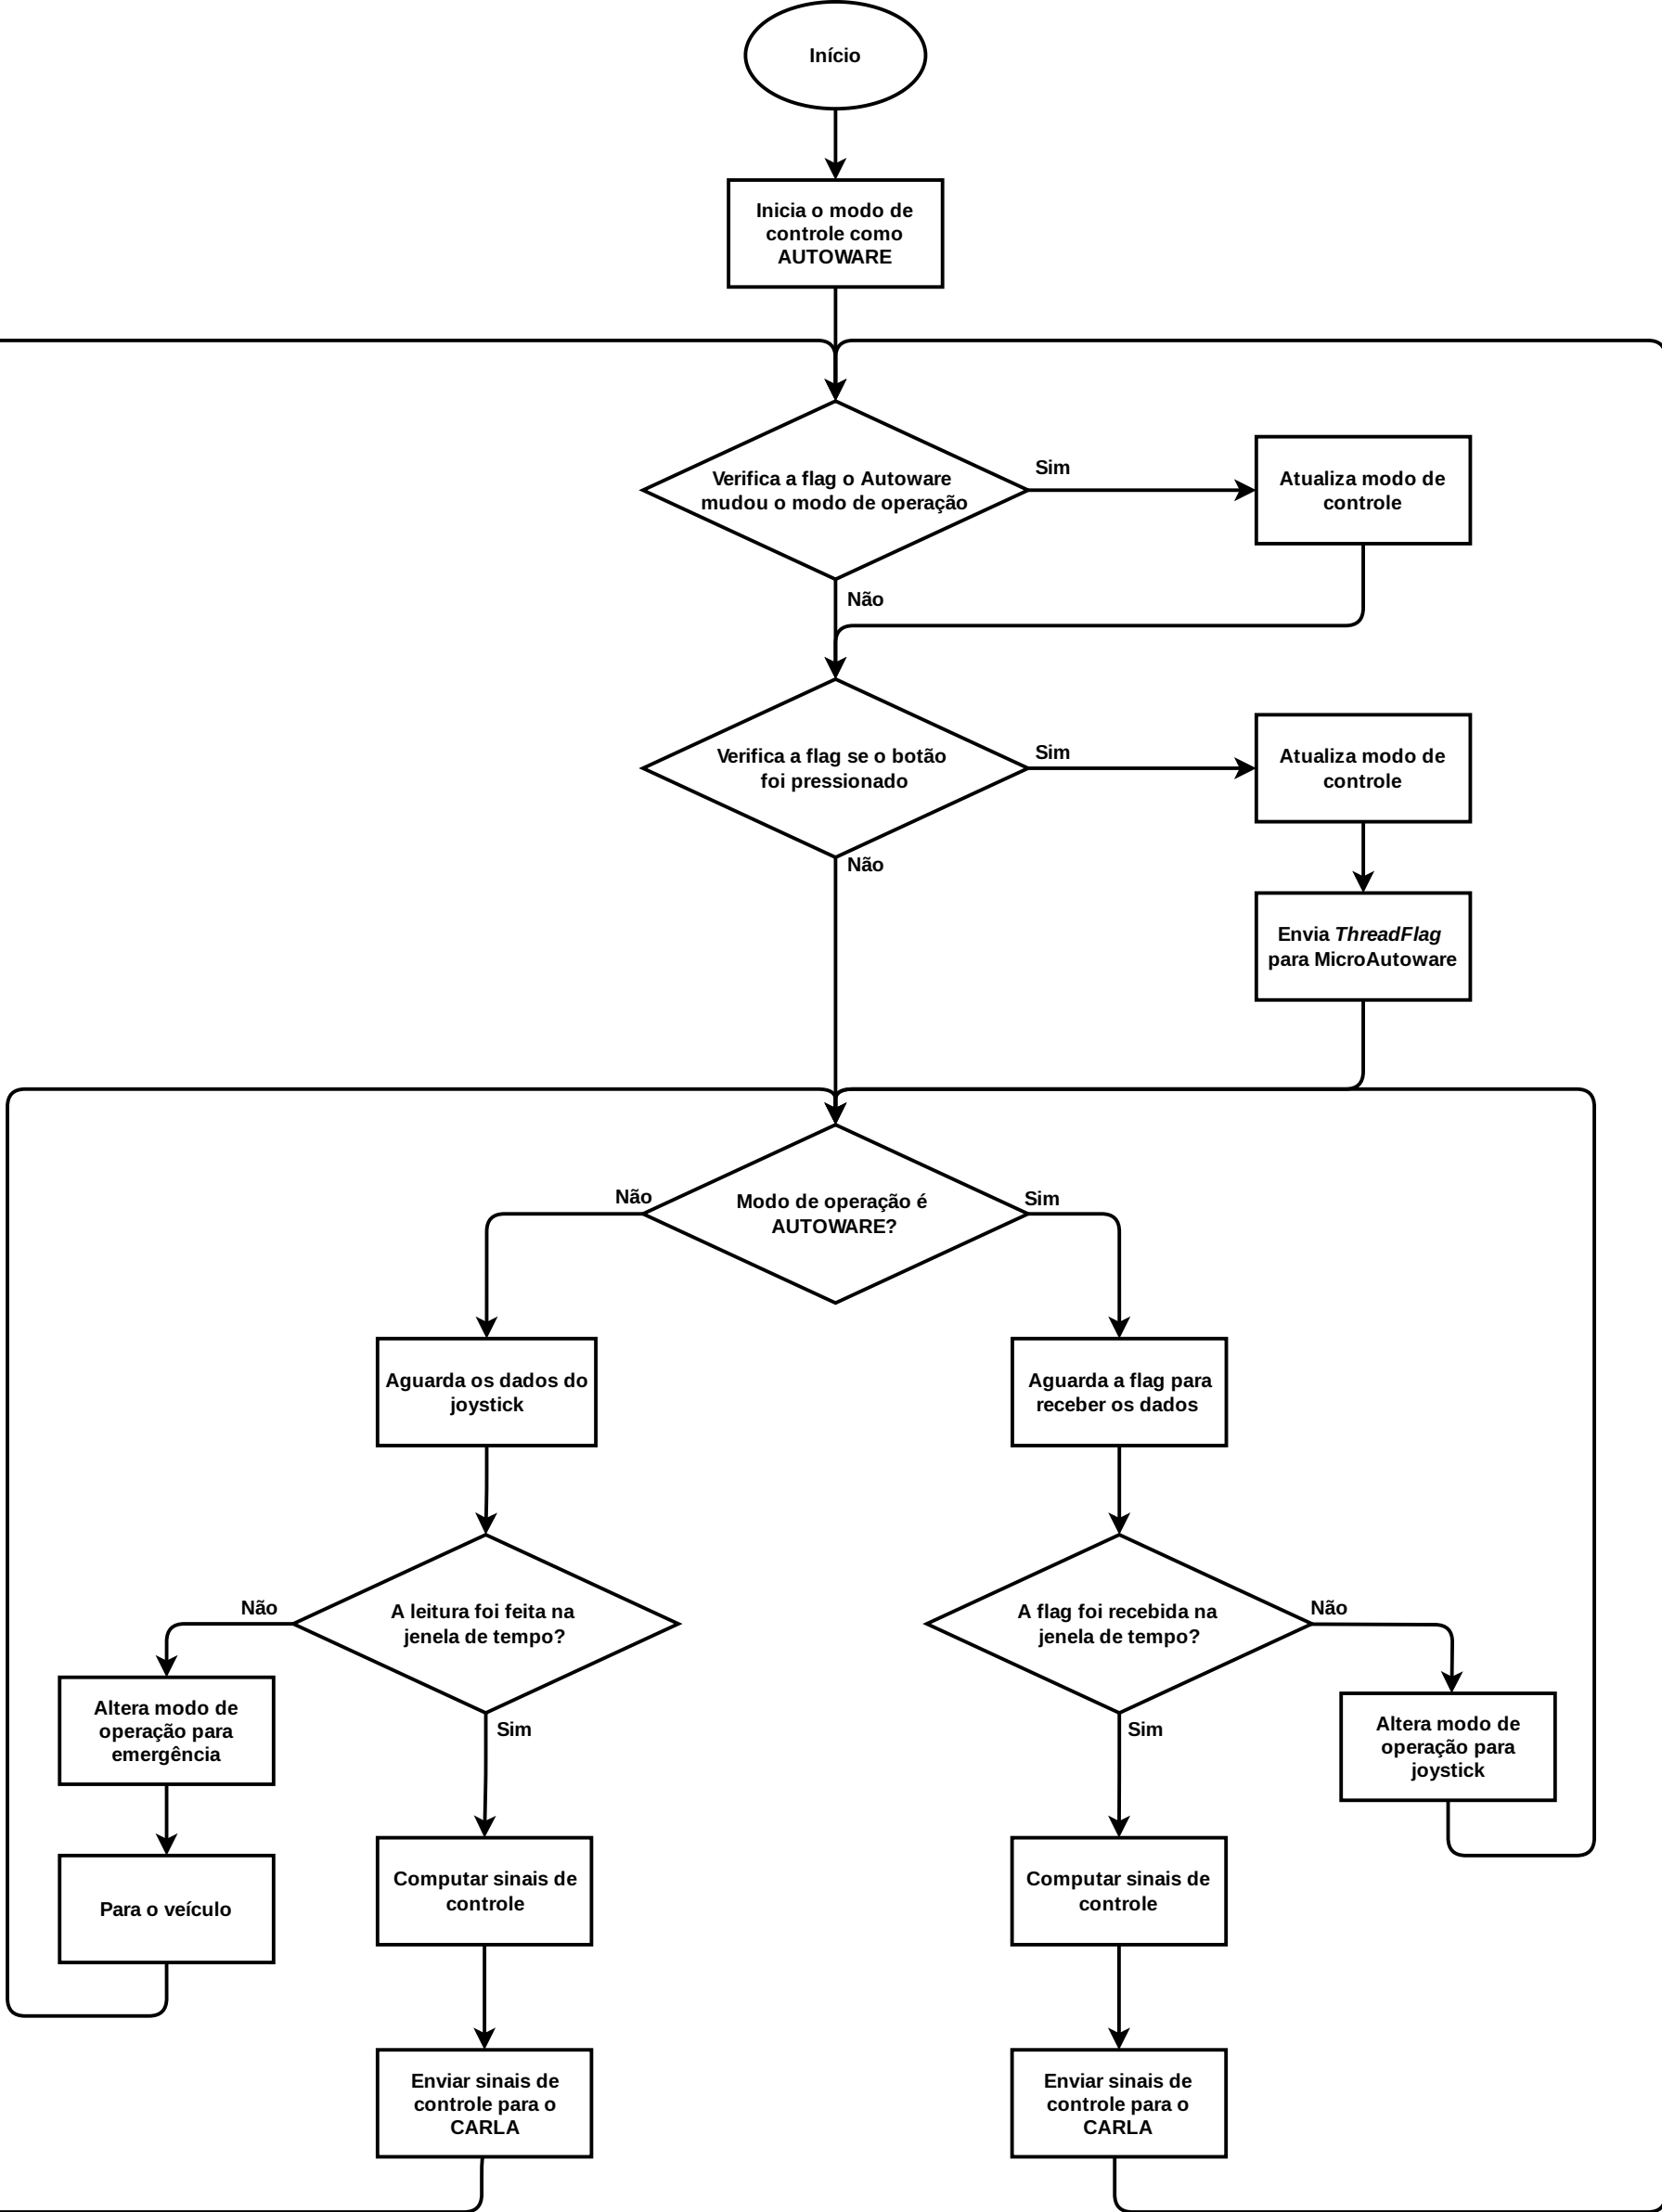 Início
Inicia o modo de
controle como
AUTOWARE
Verifica a flag o Autoware
mudou o modo de operação
Sim
Atualiza modo de
controle
Não
Verifica a flag se o botão
foi pressionado
Sim
Atualiza modo de
controle
Não
Envia ThreadFlag
para MicroAutoware
Modo de operação é
AUTOWARE?
Não
Sim
Aguarda os dados do
joystick
Aguarda a flag para
receber os dados
A leitura foi feita na
jenela de tempo?
Não
Sim
A flag foi recebida na
jenela de tempo?
Não
Sim
Altera modo de
operação para
emergência
Altera modo de
operação para
joystick
Para o veículo
Computar sinais de
controle
Computar sinais de
controle
Enviar sinais de
controle para o
CARLA
Enviar sinais de
controle para o
CARLA